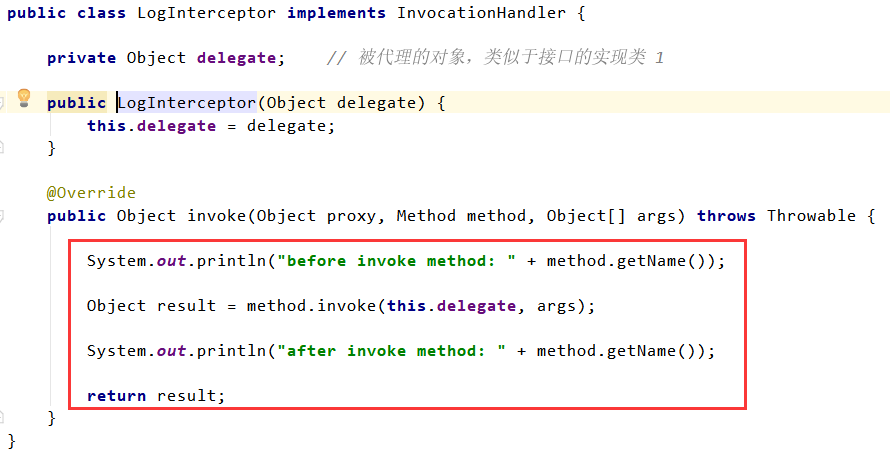 public class LogInterceptor implements InvocationHandler {
private Object delegate; // 被代理的对象，类似于接口的实现类 1
public LogInterceptor(Object delegate) {
this.delegate = delegate;
}
@Override
public Object invoke(Object proxy, Method method, Object[] args) throws Throwable {
System.out.println("before invoke method: " + method.getName());
Object result = method.invoke(this.delegate, args);
System.out.println("after invoke method: " + method.getName());
return result;
}
}